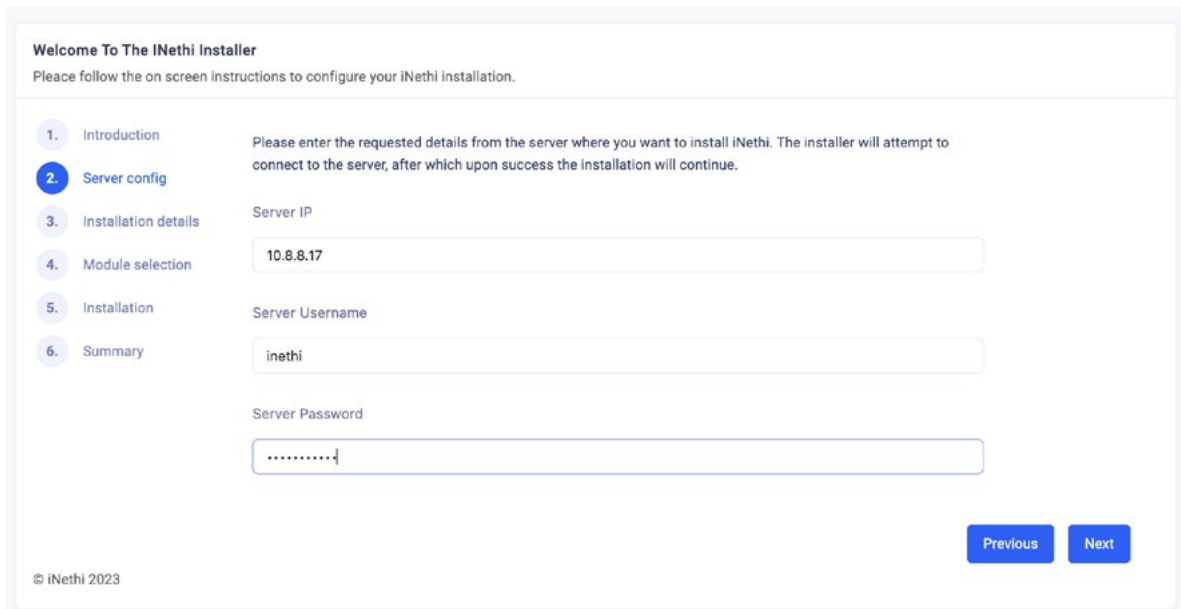 Welcome To The INethi Installer
Pleace follow the on screen instructions to configure your iNethi installation.
1. Introduction
2. Server config
3. Installation details
4. Module selection
5. Installation
6. Summary
Please enter the requested details from the server where you want to install iNethi. The installer will attempt to
connect to the server, after which upon success the installation will continue.
Server IP
10.8.8.17
Server Username
inethi
Server Password
•••••••••••
Previous Next
© iNethi 2023